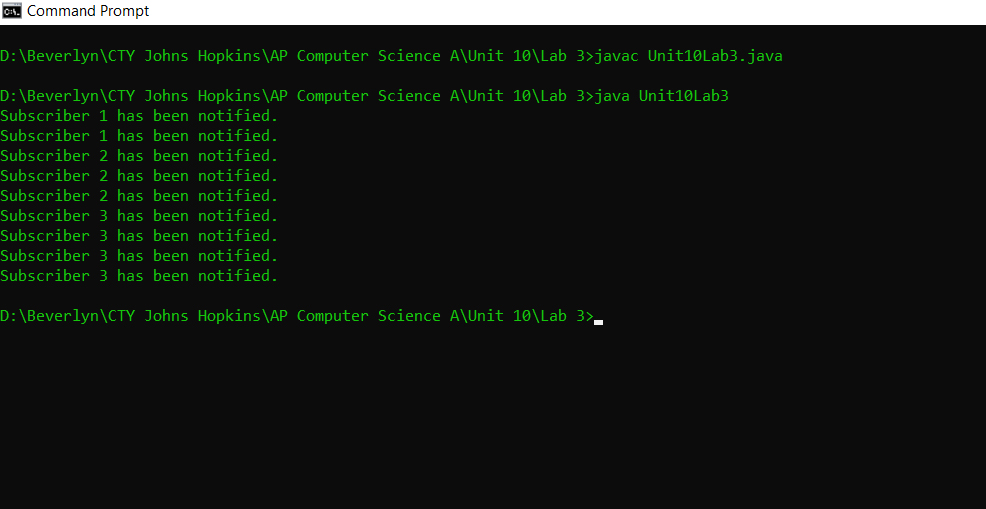 Command Prompt
D:\Beverlyn\CTY Johns Hopkins\AP Computer Science A\Unit 10\Lab 3>javac Unit10Lab3.java
D:\Beverlyn\CTY Johns Hopkins\AP Computer Science A\Unit 10\Lab 3>java Unit10Lab3
Subscriber 1 has been notified.
Subscriber 1 has been notified.
Subscriber 2 has been notified.
Subscriber 2 has been notified.
Subscriber 2 has been notified.
Subscriber 3 has been notified.
Subscriber 3 has been notified.
Subscriber 3 has been notified.
Subscriber 3 has been notified.
D:\Beverlyn\CTY Johns Hopkins\AP Computer Science A\Unit 10\Lab 3>